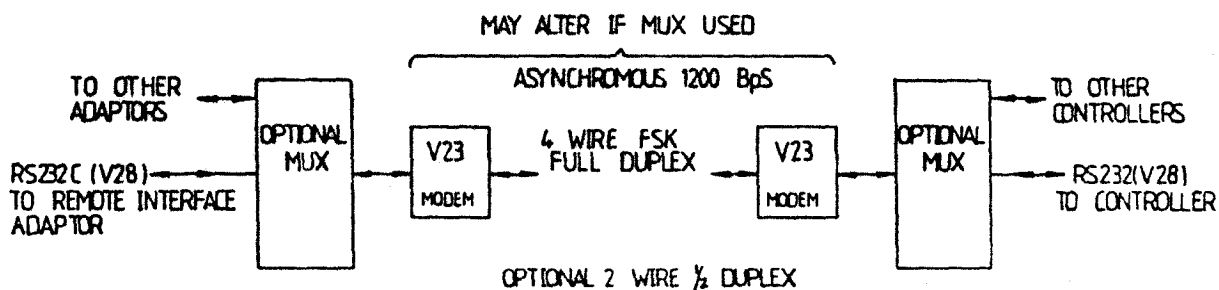 MAY ALTER IF MUX USED
ASYNCHROMOUS 1200 BpS
TO OTHER
ADAPTORS
OPTIONAL
MUX
RS232C (V28)
TO REMOTE INTERFACE
ADAPTOR
V23
MODEM
4 WIRE FSK
FULL DUPLEX
V23
MODEM
OPTIONAL
MUX
TO OTHER
CONTROLLERS
RS232(V28)
TO CONTROLLER
OPTIONAL 2 WIRE ½ DUPLEX